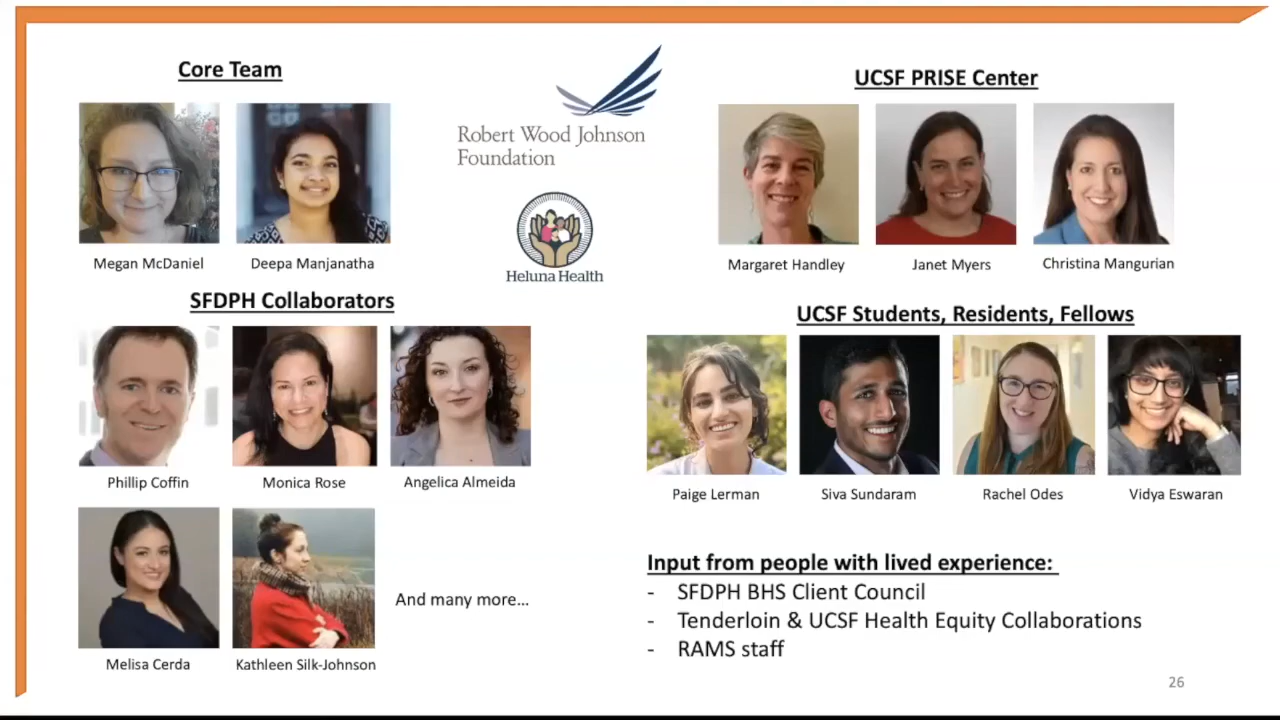 Core Team
Megan McDaniel
Deepa Manjanatha
Robert Wood Johnson
Foundation
Heluna Health
UCSF PRISE Center
Margaret Handley
Janet Myers
Christina Mangurian
SFDPH Collaborators
Phillip Coffin
Monica Rose
Angelica Almeida
Melisa Cerda
Kathleen Silk-Johnson
And many more...
UCSF Students, Residents, Fellows
Paige Lerman
Siva Sundaram
Rachel Odes
Vidya Eswaran
Input from people with lived experience:
- SFDPH BHS Client Council
- Tenderloin & UCSF Health Equity Collaborations
- RAMS staff
26